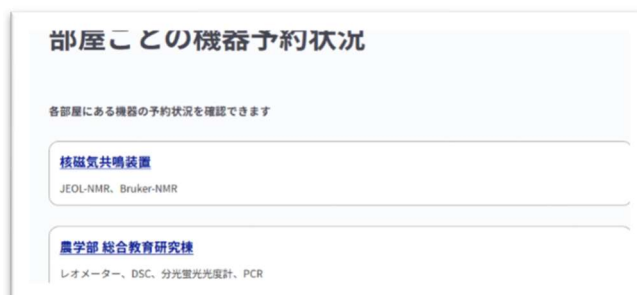 部屋ごとの機器予約状況
各部屋にある機器の予約状況を確認できます
核磁気共鳴装置
JEOL-NMR、Bruker-NMR
農学部 総合教育研究棟
レオメーター、DSC、分光蛍光光度計、PCR